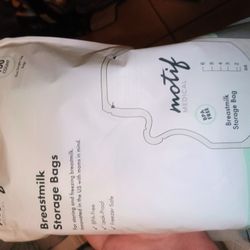 motif
MEDICAL
BPA
FREE
Breastmilk
Storage Bag
Breastmilk
Storage Bags
for storing and freezing breastmilk.
BPA-Free
Leak-Proof
Freezer Safe